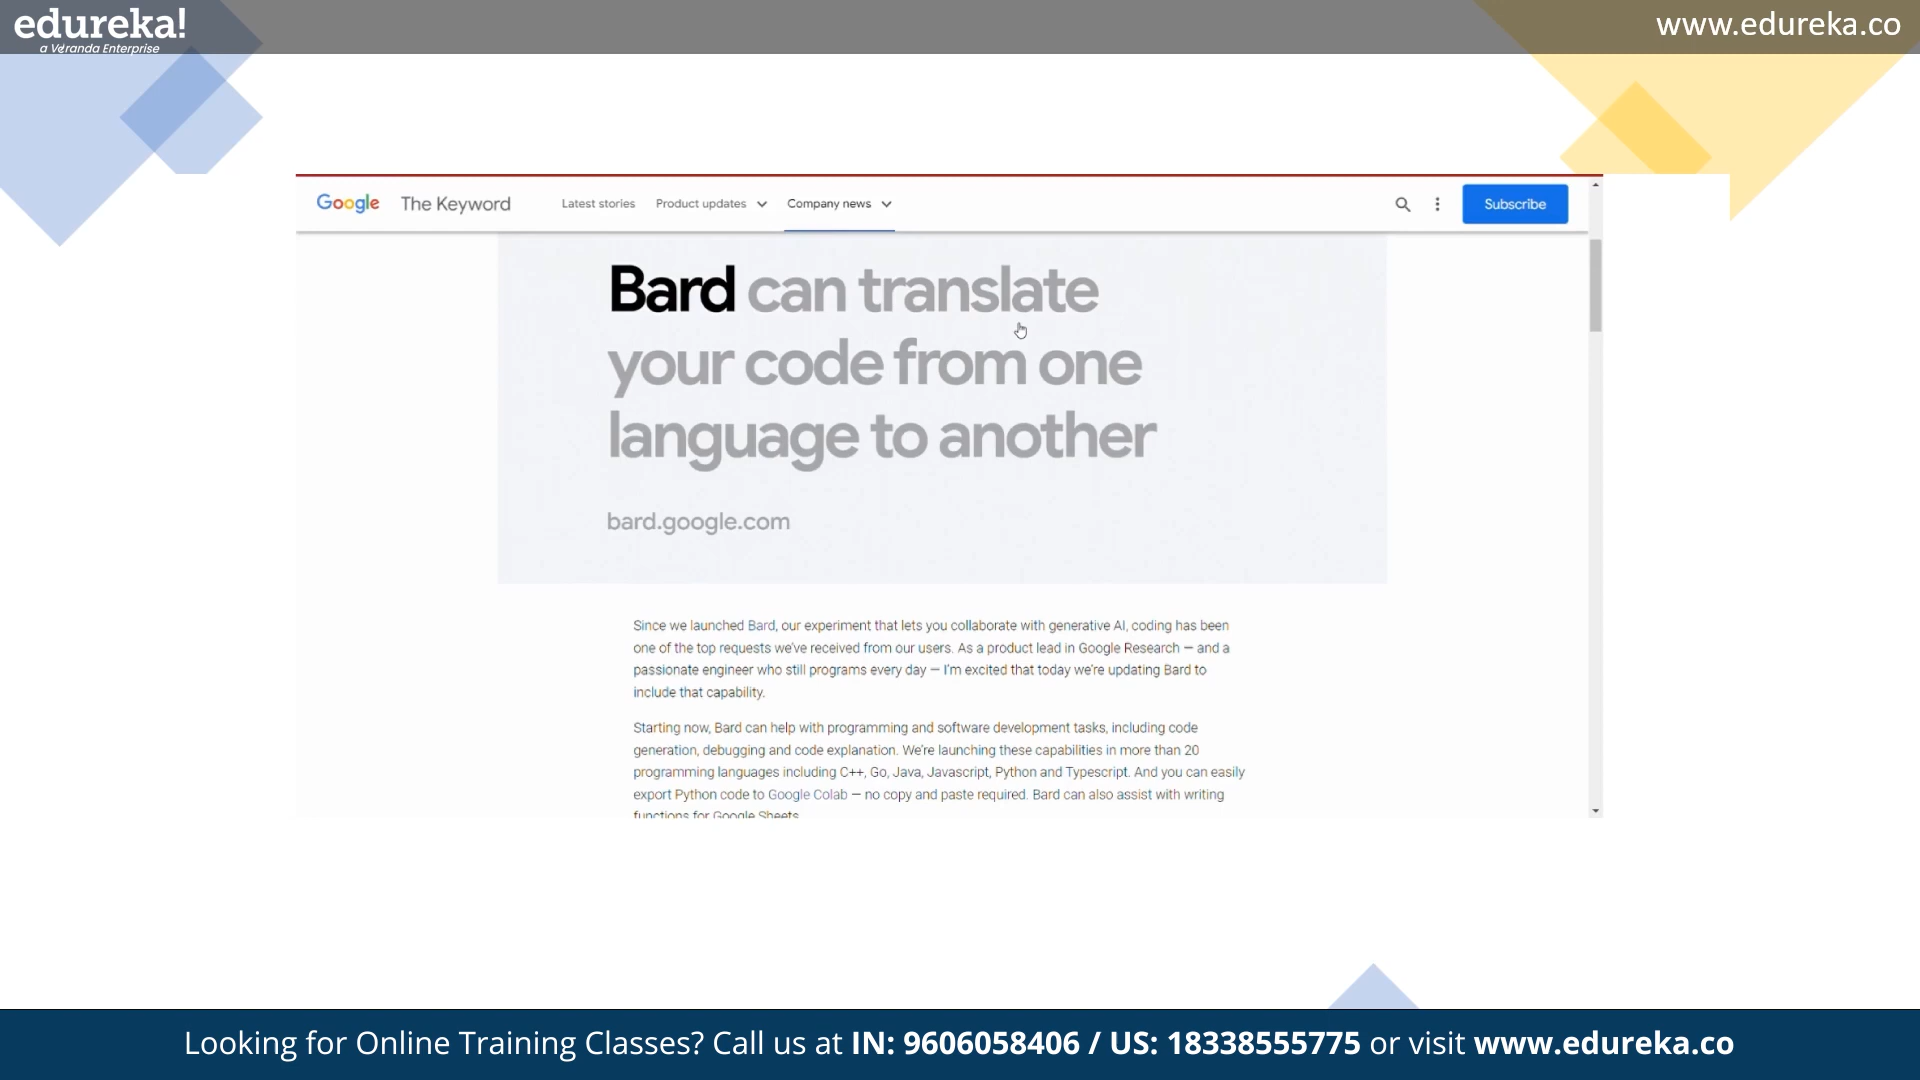 edureka!
a Veranda Enterprise
www.edureka.co
Google The Keyword Latest stories Product updates Company news Subscribe
Bard can translate
your code from one
language to another
bard.google.com
Since we launched Bard, our experiment that lets you collaborate with generative AI, coding has been
one of the top requests we've received from our users. As a product lead in Google Research — and a
passionate engineer who still programs every day — I'm excited that today we're updating Bard to
include that capability.
Starting now, Bard can help with programming and software development tasks, including code
generation, debugging and code explanation. We're launching these capabilities in more than 20
programming languages including C++, Go, Java, Javascript, Python and Typescript. And you can easily
export Python code to Google Colab — no copy and paste required. Bard can also assist with writing
functions for Google Sheets.
Looking for Online Training Classes? Call us at IN: 9606058406 / US: 18338555775 or visit www.edureka.co